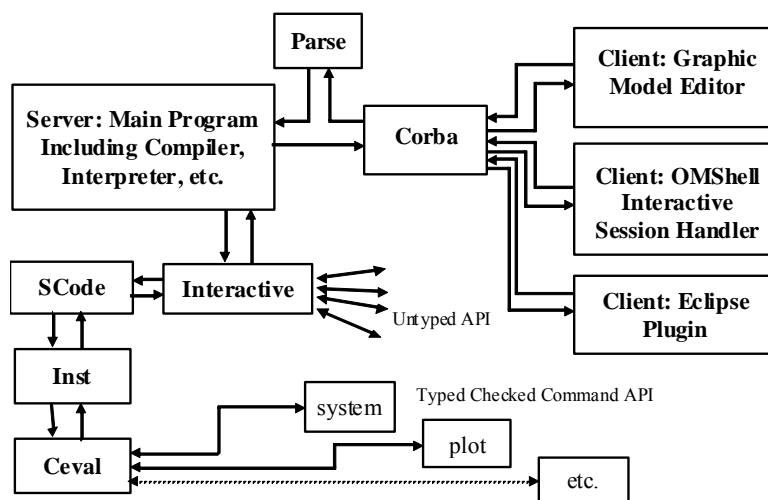 Parse
Client: Graphic
Model Editor
Server: Main Program
Including Compiler,
Interpreter, etc.
Corba
Client: OMShell
Interactive
Session Handler
SCode
Interactive
Untyped API
Client: Eclipse
Plugin
Inst
system
Typed Checked Command API
plot
Ceval
etc.